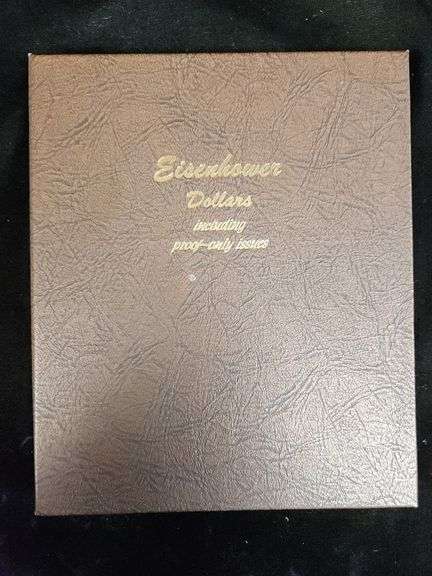 Eisenhower
Dollars
including
proof-only issues